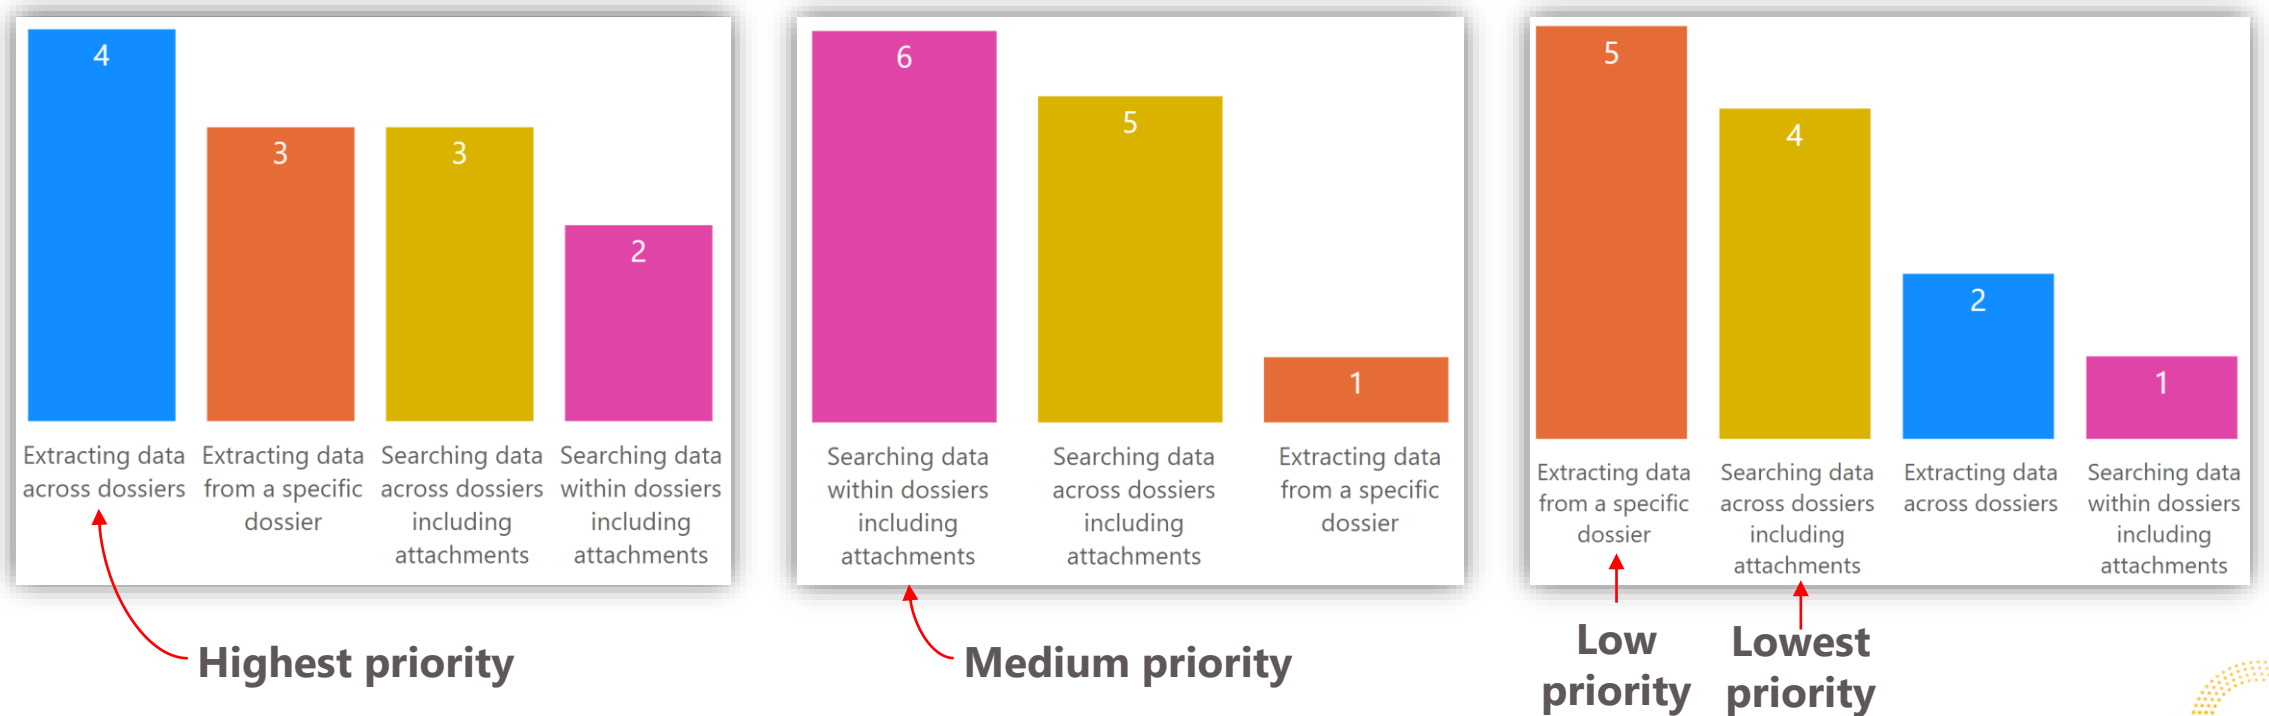 4
3
3
2
Extracting data
across dossiers
Extracting data
from a specific
dossier
Searching data
across dossiers
including
attachments
Searching data
within dossiers
including
attachments
Highest priority
6
5
1
Searching data
within dossiers
including
attachments
Searching data
across dossiers
including
attachments
Extracting data
from a specific
dossier
Medium priority
5
4
2
1
Extracting data
from a specific
dossier
Searching data
across dossiers
including
attachments
Extracting data
across dossiers
Searching data
within dossiers
including
attachments
Low
priority
Lowest
priority